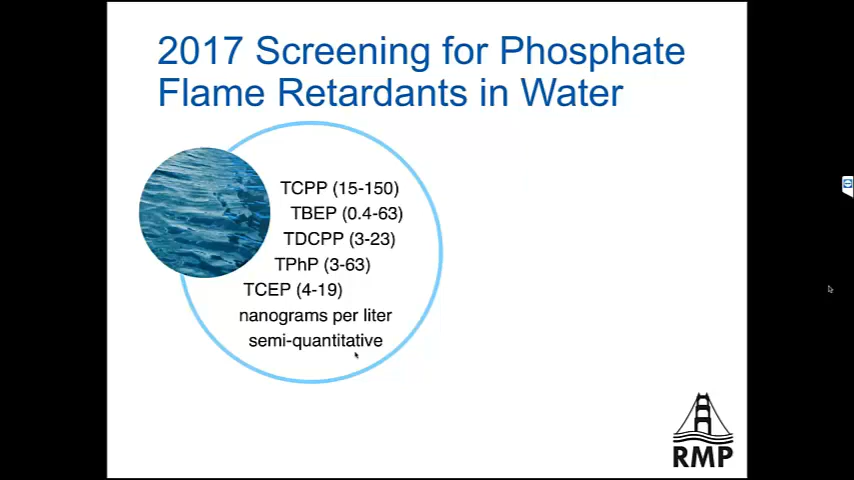 2017 Screening for Phosphate
Flame Retardants in Water
TCPP (15-150)
TBEP (0.4-63)
TDCPP (3-23)
TPhP (3-63)
TCEP (4-19)
nanograms per liter
semi-quantitative
RMP